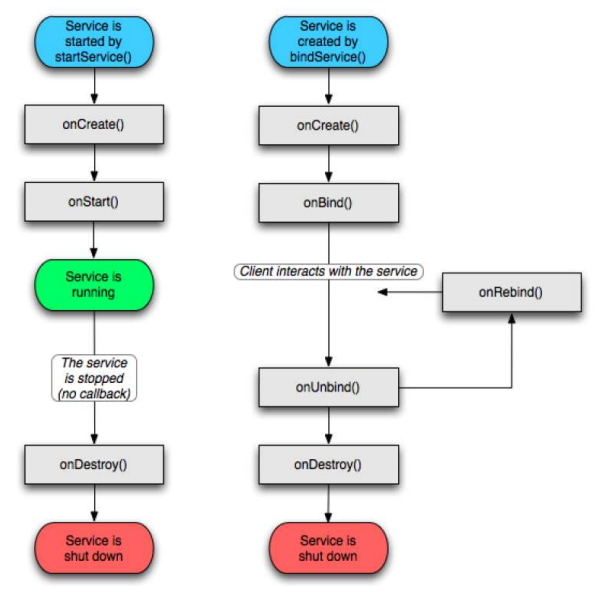 Service is
started by
startService()
onCreate()
onStart()
Service is
running
The service
is stopped
(no callback)
onDestroy()
Service is
shut down
Service is
created by
bindService()
onCreate()
onBind()
Client interacts with the service
onRebind()
onUnbind()
onDestroy()
Service is
shut down